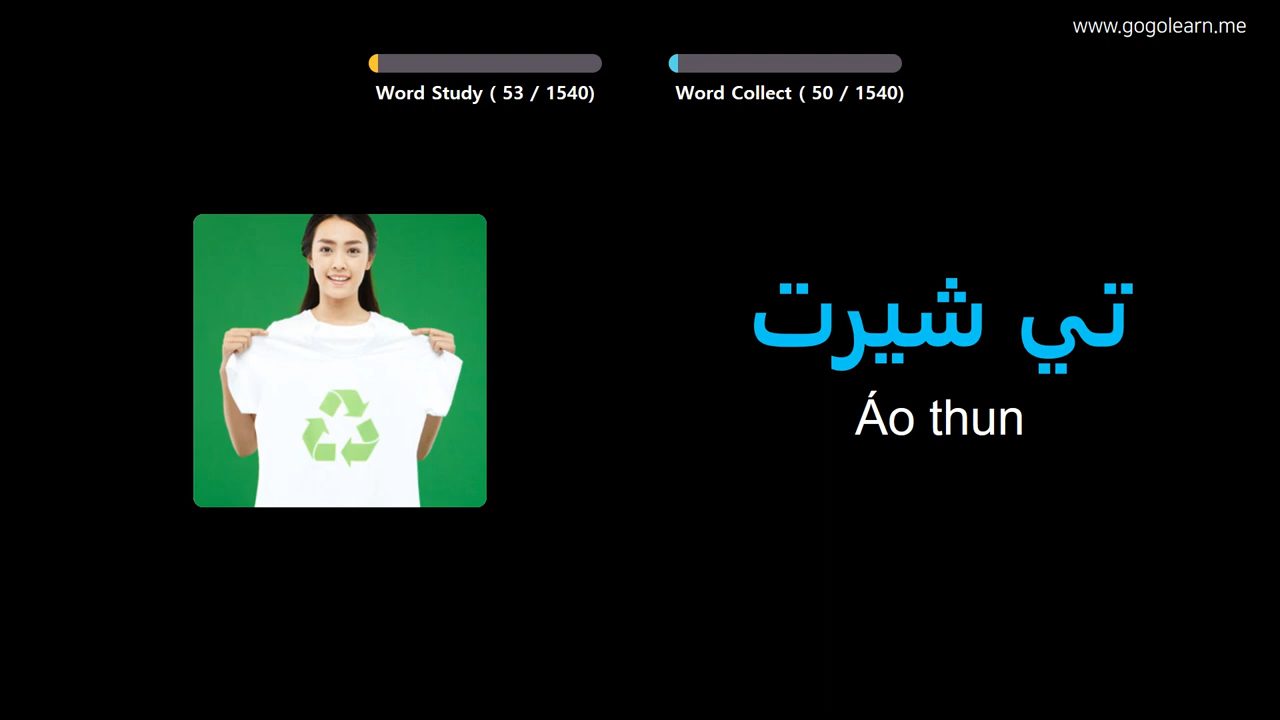 www.gogolearn.me
Word Study ( 53 / 1540)
Word Collect ( 50 / 1540)
تي شيرت
Áo thun